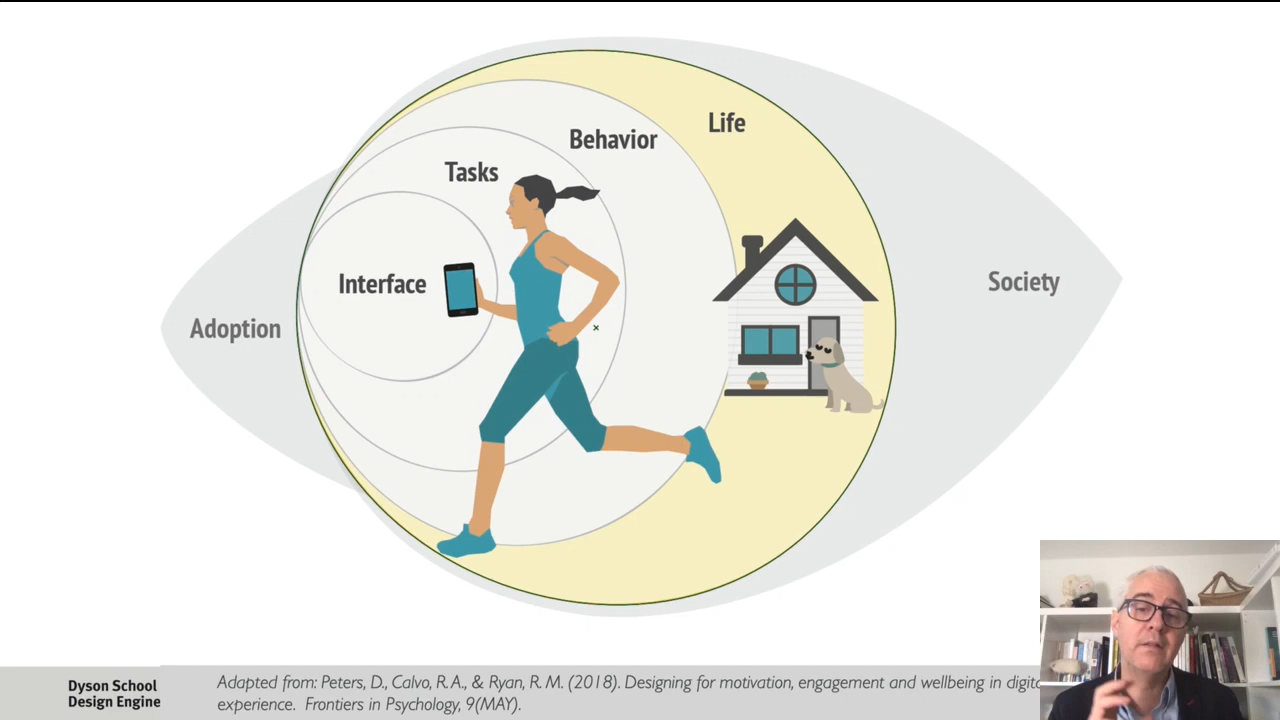 Life
Behavior
Tasks
Interface
Society
Adoption
Dyson School
Design Engine
Adapted from: Peters, D., Calvo, R.A., & Ryan, R. M. (2018). Designing for motivation, engagement and wellbeing in
experience. Frontiers in Psychology, 9(MAY).